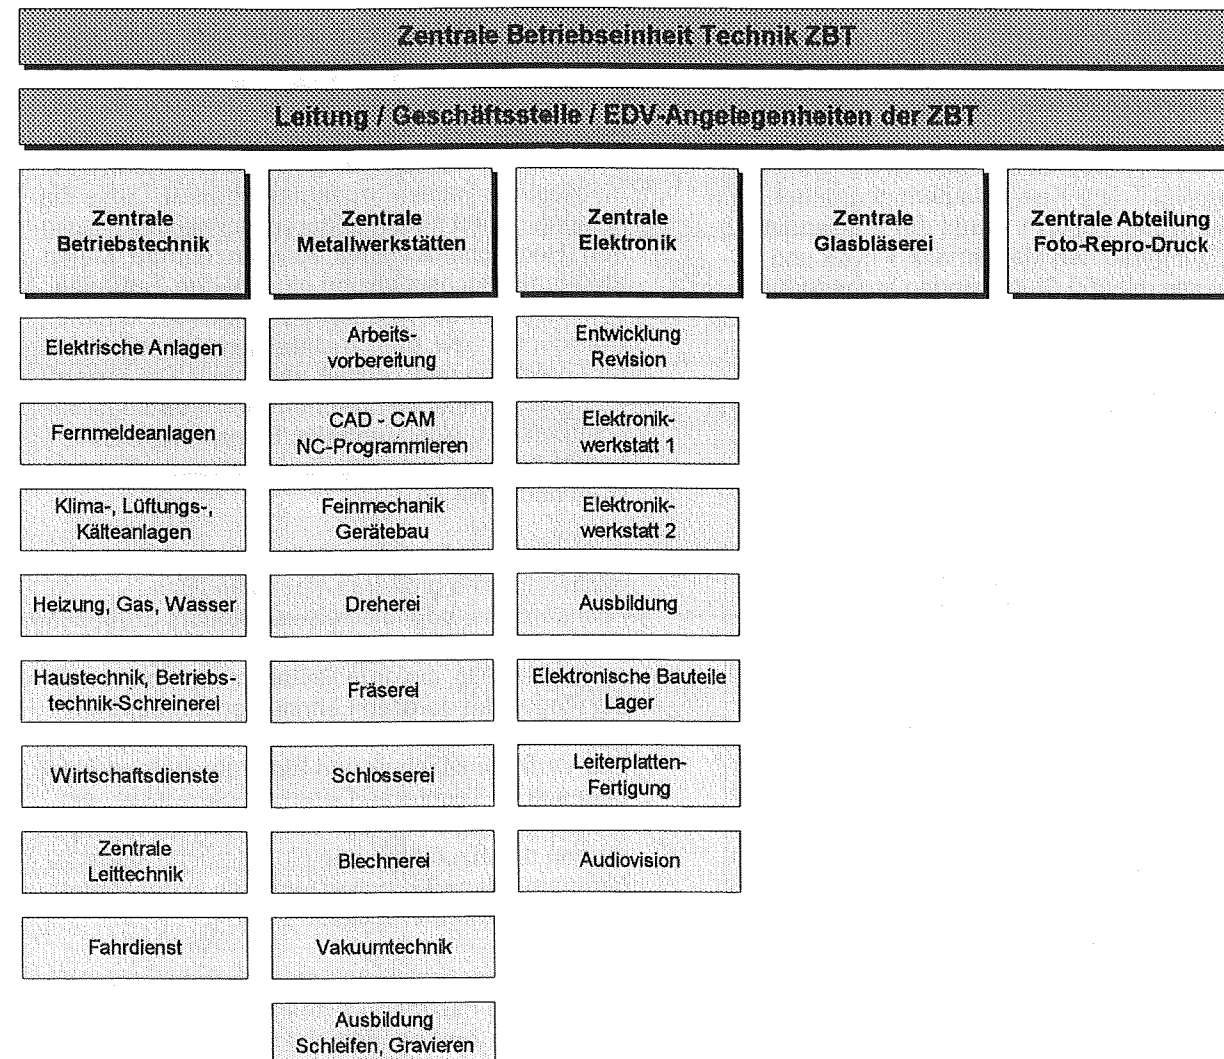 Zentrale Betriebseinheit Technik ZBT
Leitung / Geschäftsstelle / EDV-Angelegenheiten der ZBT
Zentrale
Betriebstechnik
Zentrale
Metallwerkstätten
Zentrale
Elektronik
Zentrale
Glasbläserei
Zentrale Abteilung
Foto-Repro-Druck
Elektrische Anlagen
Fernmeldeanlagen
Klima-, Lüftungs-,
Kälteanlagen
Heizung, Gas, Wasser
Haustechnik, Betriebs-
technik-Schreinerei
Wirtschaftsdienste
Zentrale
Leittechnik
Fahrdienst
Arbeits-
vorbereitung
CAD - CAM
NC-Programmieren
Feinmechanik
Gerätebau
Dreherei
Fräserei
Schlosserei
Blechnerei
Vakuumtechnik
Ausbildung
Schleifen, Gravieren
Entwicklung
Revision
Elektronik-
werkstatt 1
Elektronik-
werkstatt 2
Ausbildung
Elektronische Bauteile
Lager
Leiterplatten-
Fertigung
Audiovision